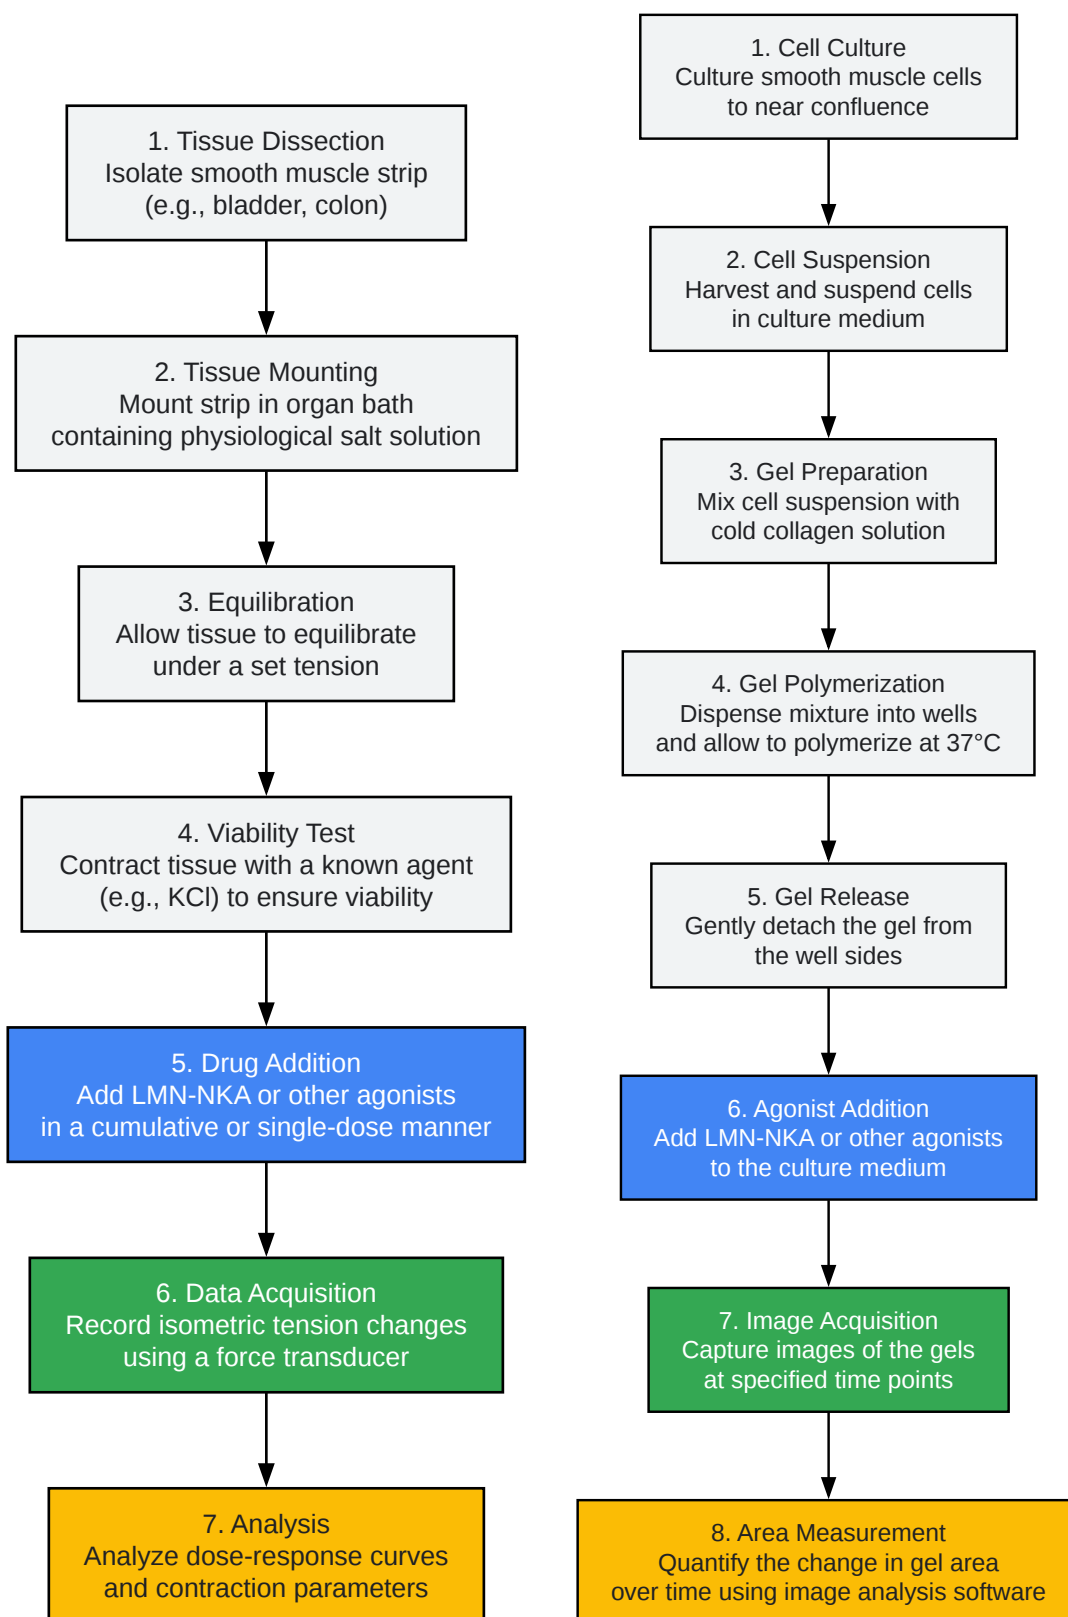 1. Tissue Dissection
Isolate smooth muscle strip
(e.g., bladder, colon)
2. Tissue Mounting
Mount strip in organ bath
containing physiological salt solution
3. Equilibration
Allow tissue to equilibrate
under a set tension
4. Viability Test
Contract tissue with a known agent
(e.g., KCl) to ensure viability
5. Drug Addition
Add LMN-NKA or other agonists
in a cumulative or single-dose manner
6. Data Acquisition
Record isometric tension changes
using a force transducer
7. Analysis
Analyze dose-response curves
and contraction parameters
1. Cell Culture
Culture smooth muscle cells
to near confluence
2. Cell Suspension
Harvest and suspend cells
in culture medium
3. Gel Preparation
Mix cell suspension with
cold collagen solution
4. Gel Polymerization
Dispense mixture into wells
and allow to polymerize at 37°C
5. Gel Release
Gently detach the gel from
the well sides
6. Agonist Addition
Add LMN-NKA or other agonists
to the culture medium
7. Image Acquisition
Capture images of the gels
at specified time points
8. Area Measurement
Quantify the change in gel area
over time using image analysis software